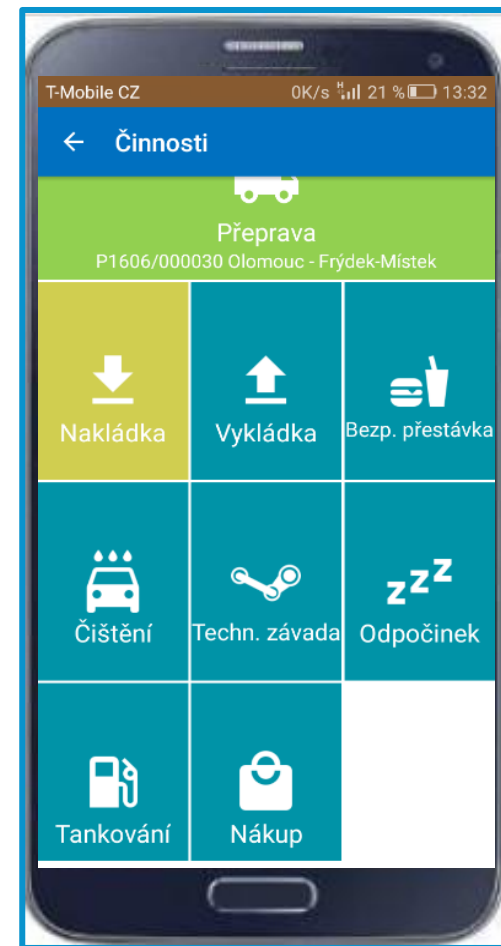 T-Mobile CZ 0K/s H 21 % 13:32
Činnosti
Přeprava
P1606/000030 Olomouc - Frýdek-Místek
Nakládka Vykládka Bezp. přestávka
zzz
Čištění Techn. závada Odpočinek
Tankování Nákup